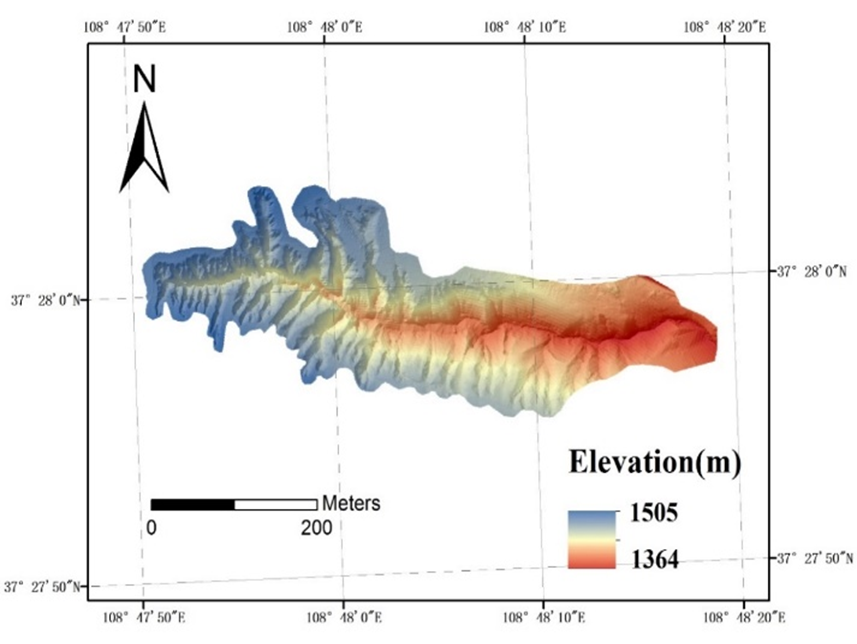 108° 47′50″E 108° 48′0″E 108° 48′10″E 108° 48′20″E
N
37° 28′0″N
37° 28′0″N
Elevation(m)
1505
1364
Meters
0 200
37° 27′50″N
37° 27′50″N
108° 47′50″E 108° 48′0″E 108° 48′10″E 108° 48′20″E